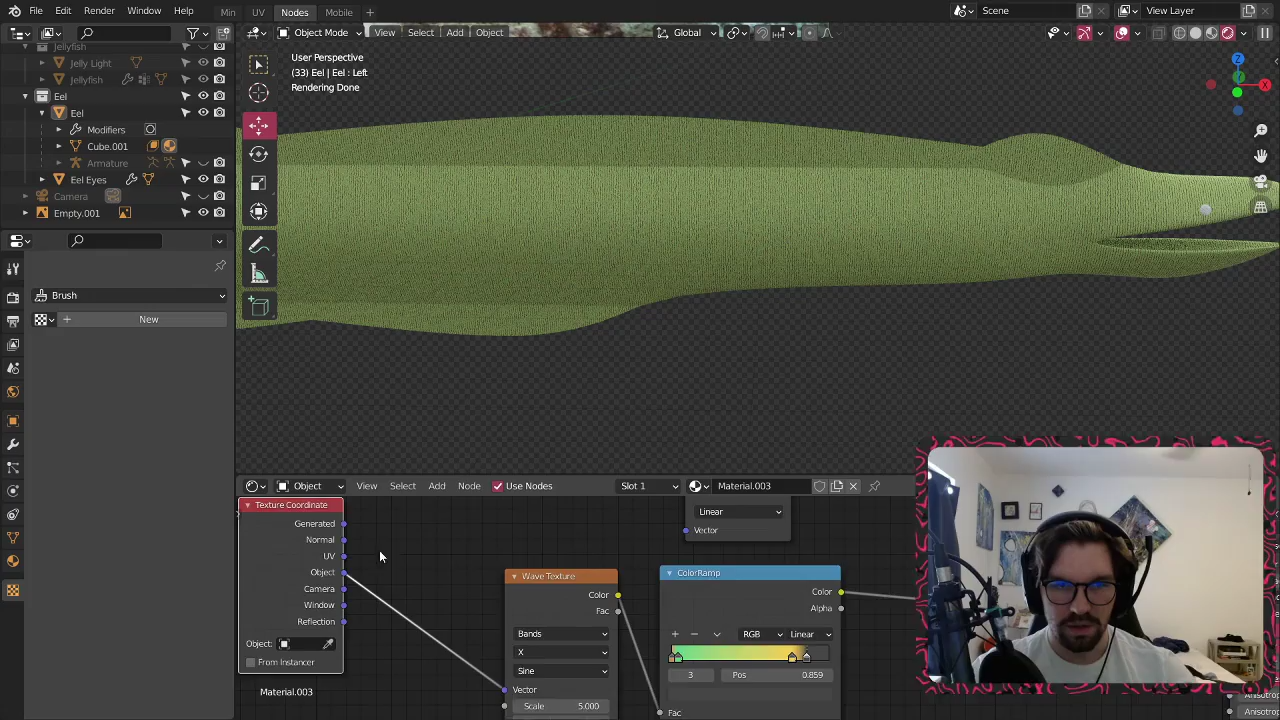 File Edit Render Window Help Min UV Nodes Mobile + Scene View Layer
Object Mode View Select Add Object Global
Jellyfish
Jelly Light
Jellyfish
Eel
Eel
Modifiers
Cube.001
Armature
Eel Eyes
Camera
Empty.001
User Perspective
(33) Eel | Eel : Left
Rendering Done
Z
Y
X
Brush
+ New
Object View Select Add Node Use Nodes Slot 1 Material.003
Texture Coordinate
Generated
Normal
UV
Object
Camera
Window
Reflection
Object:
From Instancer
Material.003
Linear
Vector
Wave Texture
Color
Fac
Bands
X
Sine
Vector
Scale 5.000
ColorRamp
Color
Alpha
+ − RGB Linear
3 Pos 0.859
Fac